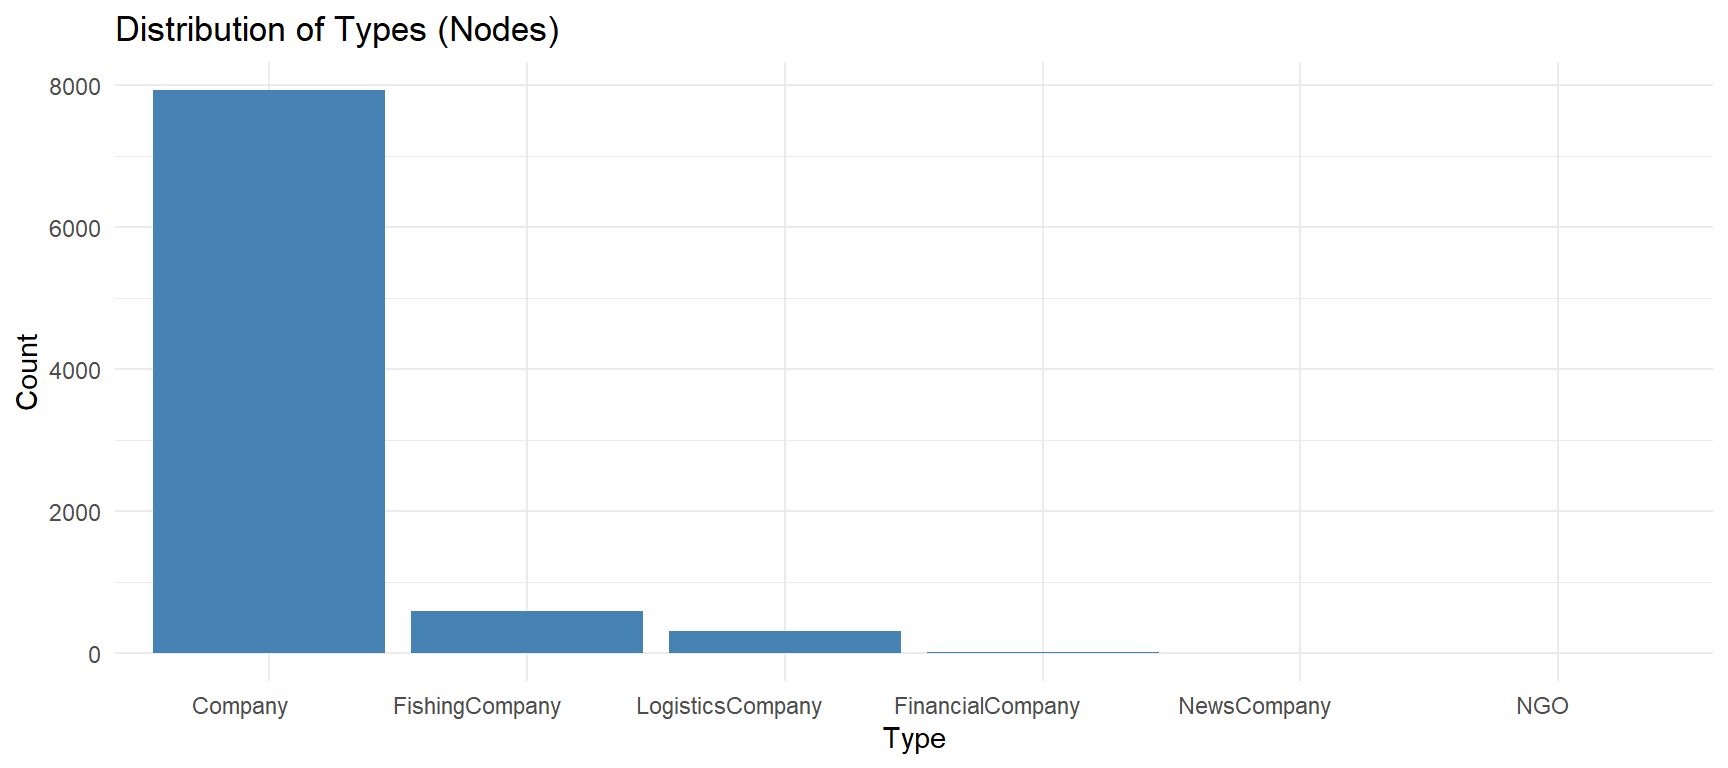 Distribution of Types (Nodes)
8000
6000
4000
2000
0
Count
Company FishingCompany LogisticsCompany FinancialCompany NewsCompany NGO
Type